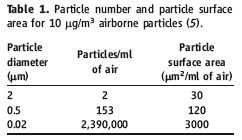 Table 1. Particle number and particle surface
area for 10 μg/m³ airborne particles (5).
Particle diameter (μm) Particles/ml of air Particle surface area (μm²/ml of air)
2 2 30
0.5 153 120
0.02 2,390,000 3000